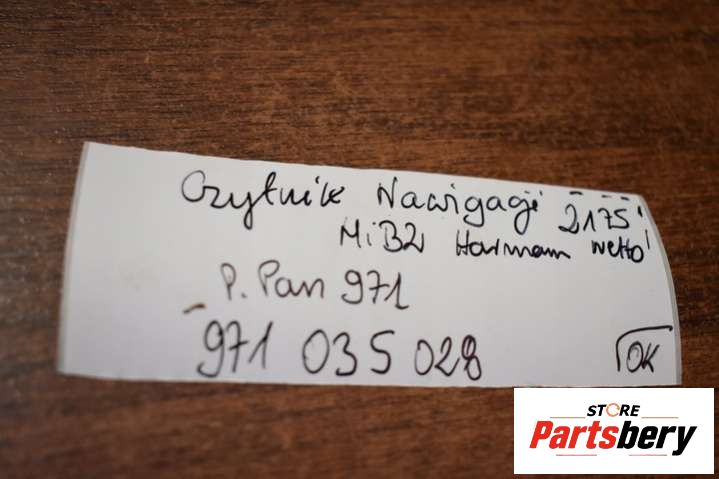 Czytnik Nawigacji 2175
MiB2 Harman netto
P. Pan 971
971 035 028
OK
STORE
Partsbery